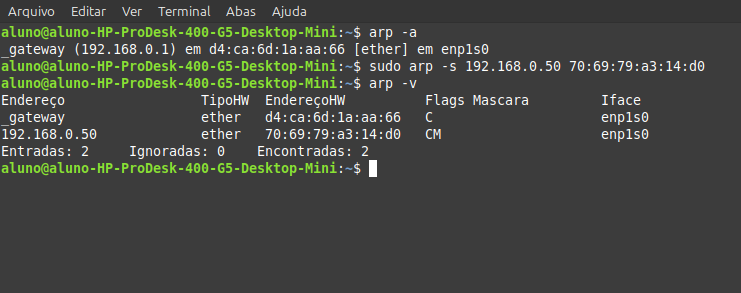 Arquivo Editar Ver Terminal Abas Ajuda
aluno@aluno-HP-ProDesk-400-G5-Desktop-Mini:~$ arp -a
_gateway (192.168.0.1) em d4:ca:6d:1a:aa:66 [ether] em enp1s0
aluno@aluno-HP-ProDesk-400-G5-Desktop-Mini:~$ sudo arp -s 192.168.0.50 70:69:79:a3:14:d0
aluno@aluno-HP-ProDesk-400-G5-Desktop-Mini:~$ arp -v
Endereço TipoHW EndereçoHW Flags Mascara Iface
_gateway ether d4:ca:6d:1a:aa:66 C enp1s0
192.168.0.50 ether 70:69:79:a3:14:d0 CM enp1s0
Entradas: 2 Ignoradas: 0 Encontradas: 2
aluno@aluno-HP-ProDesk-400-G5-Desktop-Mini:~$